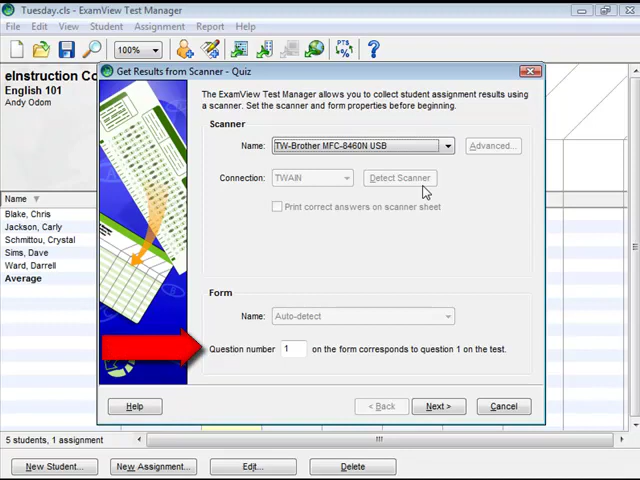 Tuesday.cls - ExamView Test Manager
File Edit View Student Assignment Report Help
100%
PTS
%
?
eInstruction Co
English 101
Andy Odom
Name
Blake, Chris
Jackson, Carly
Schmittou, Crystal
Sims, Dave
Ward, Darrell
Average
Get Results from Scanner - Quiz
The ExamView Test Manager allows you to collect student assignment results using
a scanner. Set the scanner and form properties before beginning.
Scanner
Name: TW-Brother MFC-8460N USB Advanced...
Connection: TWAIN Detect Scanner
Print correct answers on scanner sheet
Form
Name: Auto-detect
Question number 1 on the form corresponds to question 1 on the test.
Help < Back Next > Cancel
5 students, 1 assignment
New Student... New Assignment... Edit... Delete